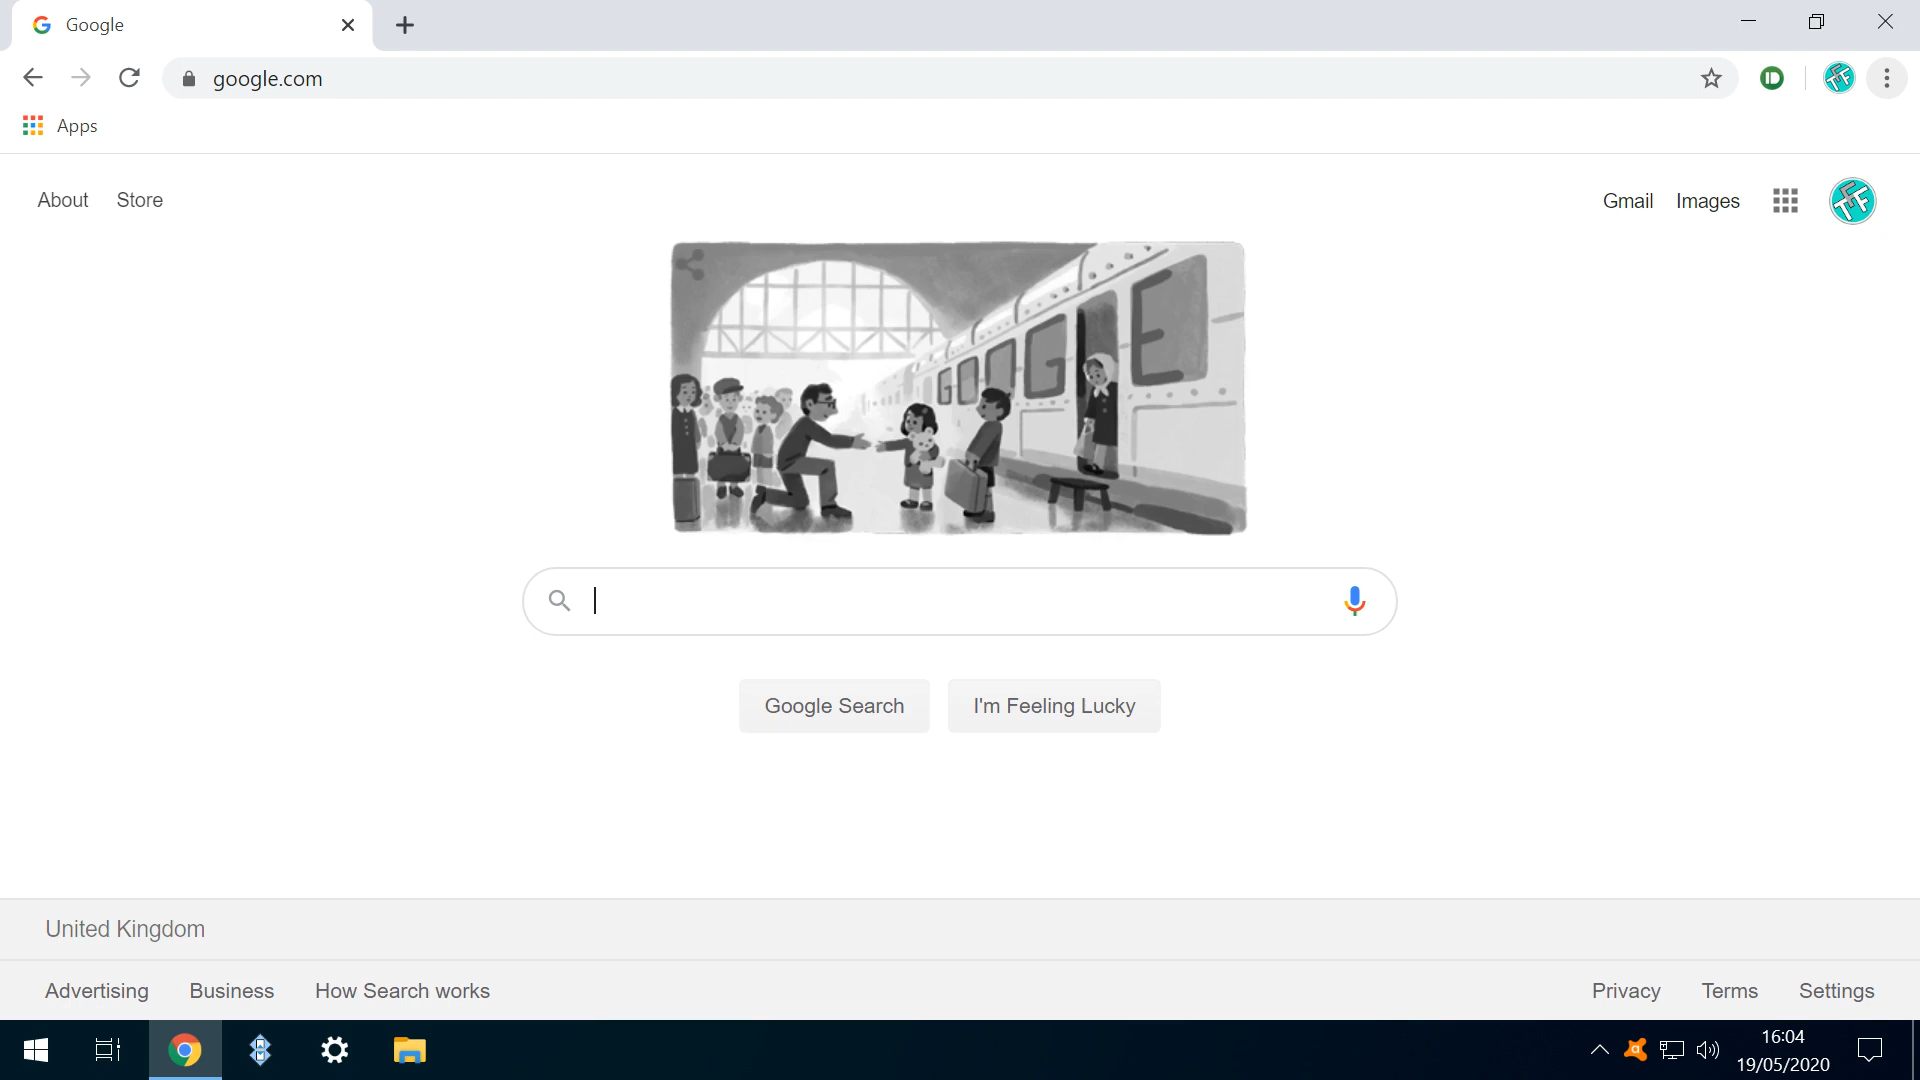 Google
google.com
Apps
About Store
Gmail Images
G O O G E
United Kingdom
Google Search I'm Feeling Lucky
Advertising Business How Search works
Privacy Terms Settings
16:04
19/05/2020